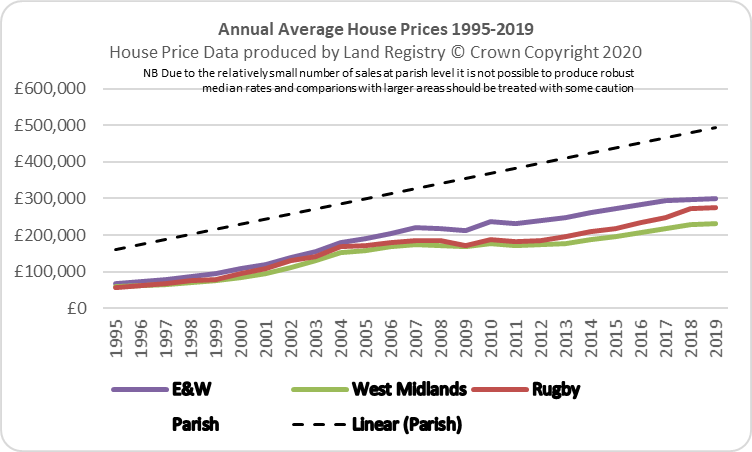 Annual Average House Prices 1995-2019
House Price Data produced by Land Registry © Crown Copyright 2020
NB Due to the relatively small number of sales at parish level it is not possible to produce robust
median rates and comparions with larger areas should be treated with some caution
£600,000
£500,000
£400,000
£300,000
£200,000
£100,000
£0
1995 1996 1997 1998 1999 2000 2001 2002 2003 2004 2005 2006 2007 2008 2009 2010 2011 2012 2013 2014 2015 2016 2017 2018 2019
E&W West Midlands Rugby
Parish Linear (Parish)